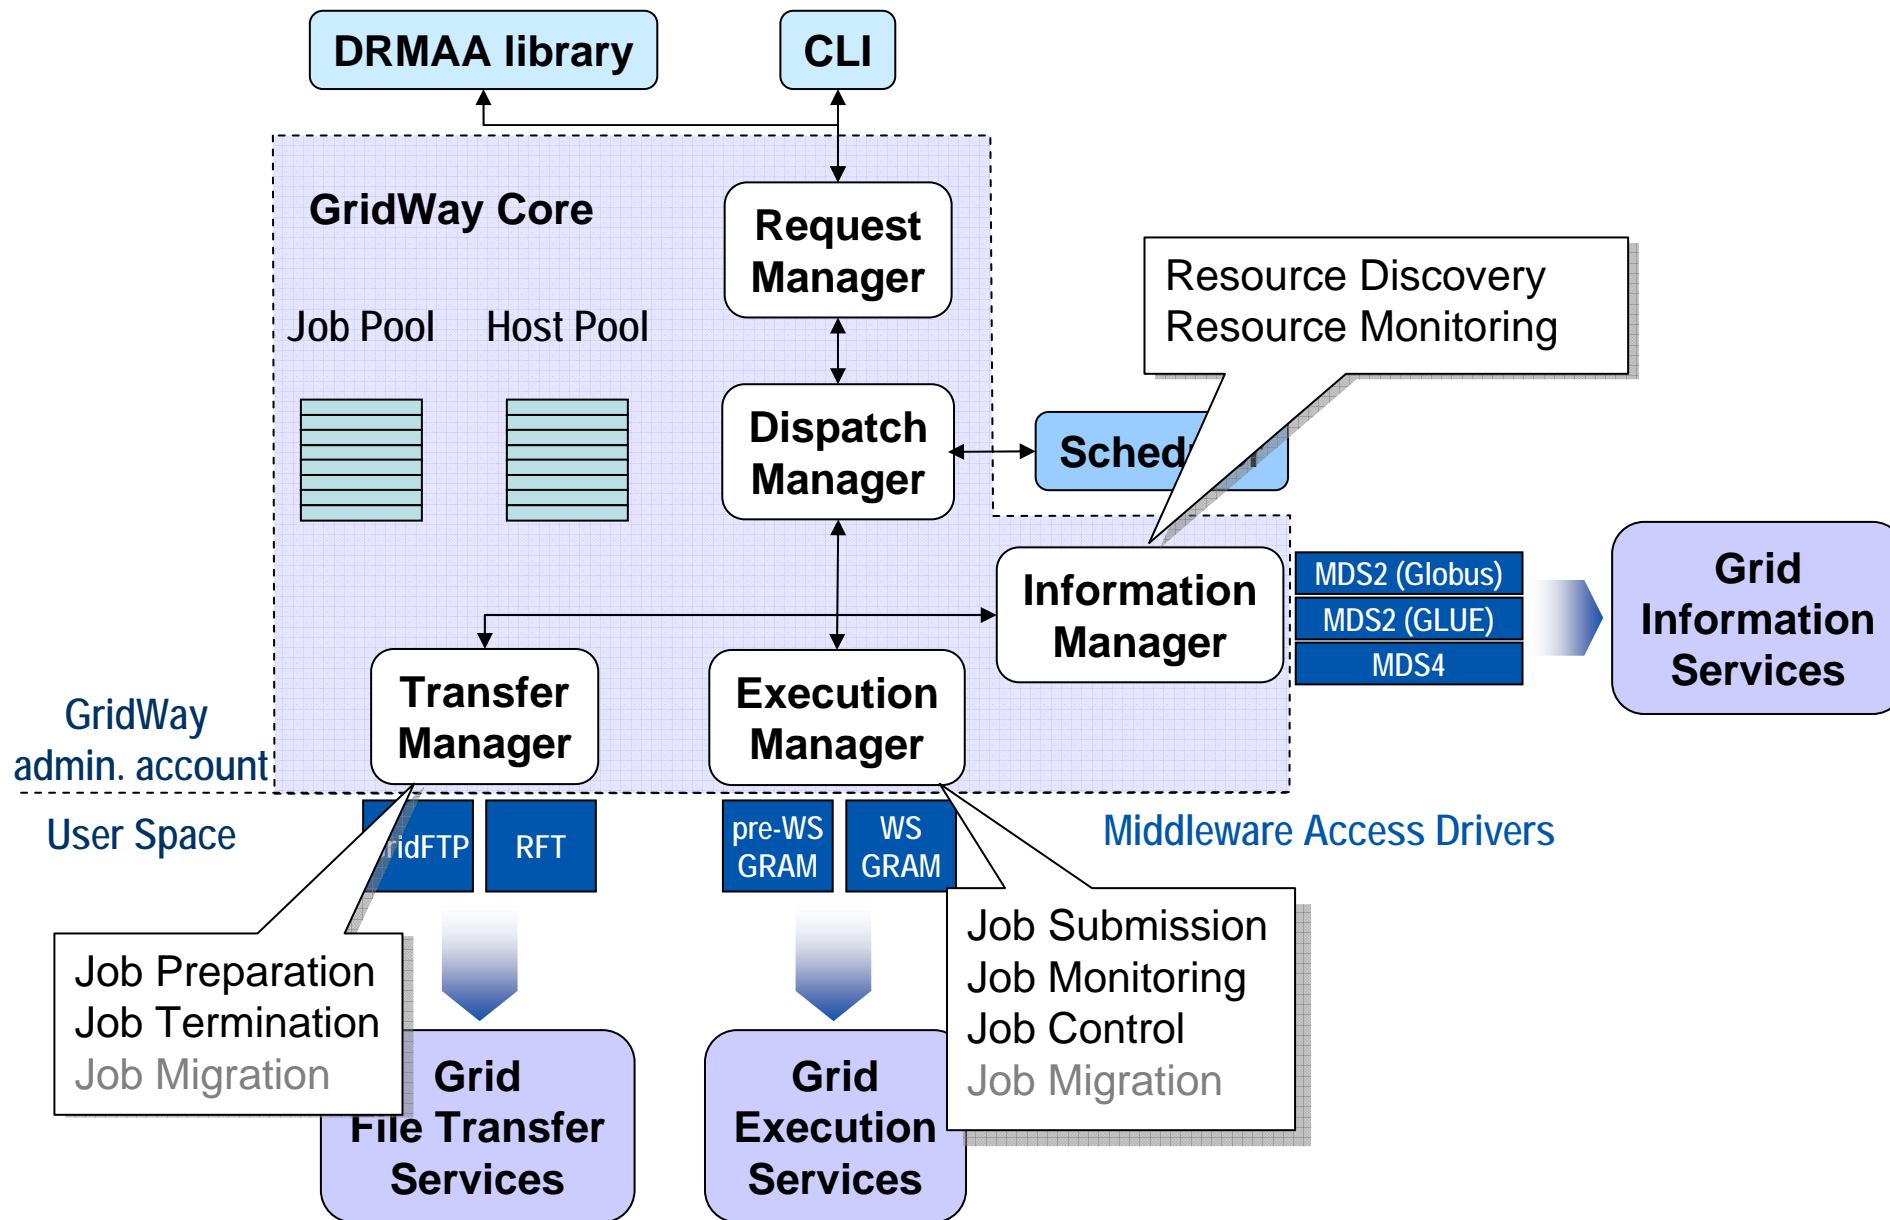 DRMAA library
CLI
GridWay Core
Request
Manager
Resource Discovery
Resource Monitoring
Job Pool
Host Pool
Dispatch
Manager
Information
Manager
MDS2 (Globus)
MDS2 (GLUE)
MDS4
Grid
Information
Services
Transfer
Manager
Execution
Manager
GridWay
admin. account
User Space
RFT
pre-WS
GRAM
WS
GRAM
Middleware Access Drivers
Job Preparation
Job Termination
Job Migration
Job Submission
Job Monitoring
Job Control
Job Migration
Grid
File Transfer
Services
Grid
Execution
Services